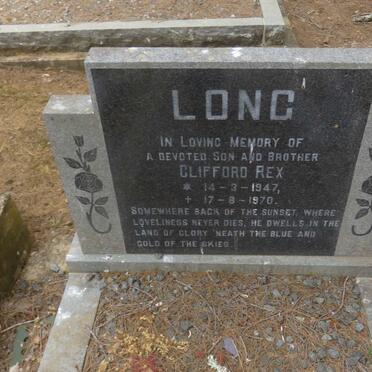 LONG
IN LOVING MEMORY OF
A DEVOTED SON AND BROTHER
CLIFFORD REX
* 14-3-1947,
+ 17-8-1970.
SOMEWHERE BACK OF THE SUNSET, WHERE
LOVELINESS NEVER DIES, HE DWELLS IN THE
LAND OF GLORY 'NEATH THE BLUE AND
GOLD OF THE SKIES.